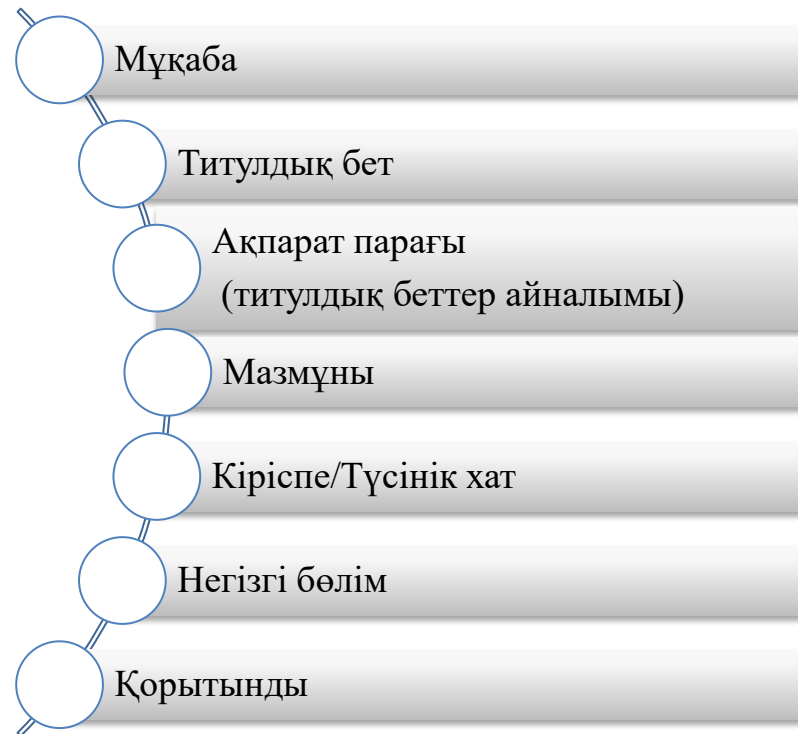 Мұқаба
Титулдық бет
Ақпарат парағы
(титулдық беттер айналымы)
Мазмұны
Кіріспе/Түсінік хат
Негізгі бөлім
Қорытынды